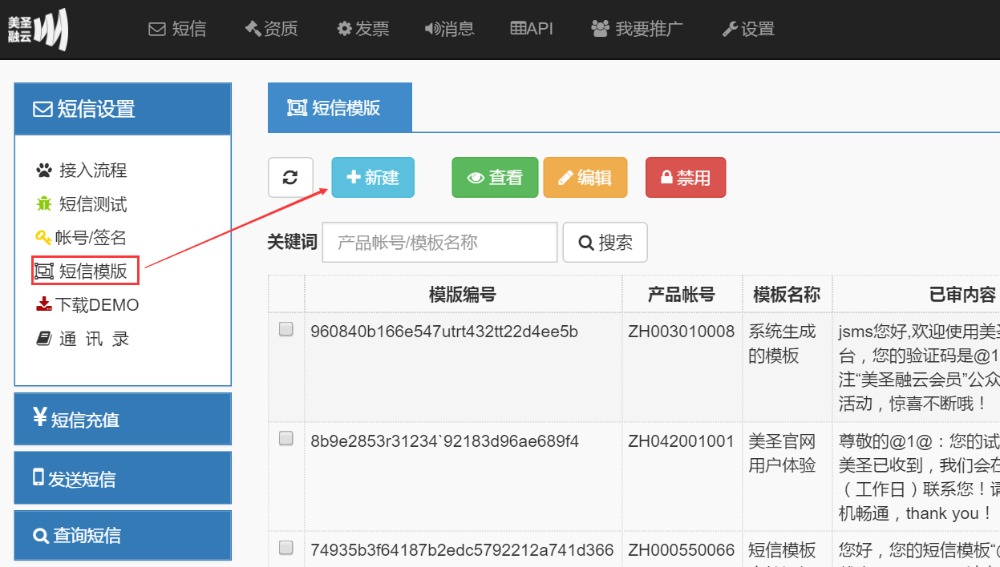 美圣
融云
短信 资质 发票 消息 API 我要推广 设置
短信设置
接入流程
短信测试
帐号/签名
短信模版
下载DEMO
通 讯 录
¥ 短信充值
发送短信
查询短信
短信模版
新建 查看 编辑 禁用
关键词 产品帐号/模板名称 搜索
模版编号 产品帐号 模板名称 已审内容
960840b166e547utrt432tt22d4ee5b ZH003010008 系统生成 jsms您好,欢迎使用美圣
的模板 台，您的验证码是@1
注“美圣融云会员”公众
活动，惊喜不断哦！
8b9e2853r31234`92183d96ae689f4 ZH042001001 美圣官网 尊敬的@1@：您的试
用户体验 美圣已收到，我们会在
（工作日）联系您！请
机畅通，thank you！
74935b3f64187b2edc5792212a741d366 ZH000550066 短信模板 您好，您的短信模板“@